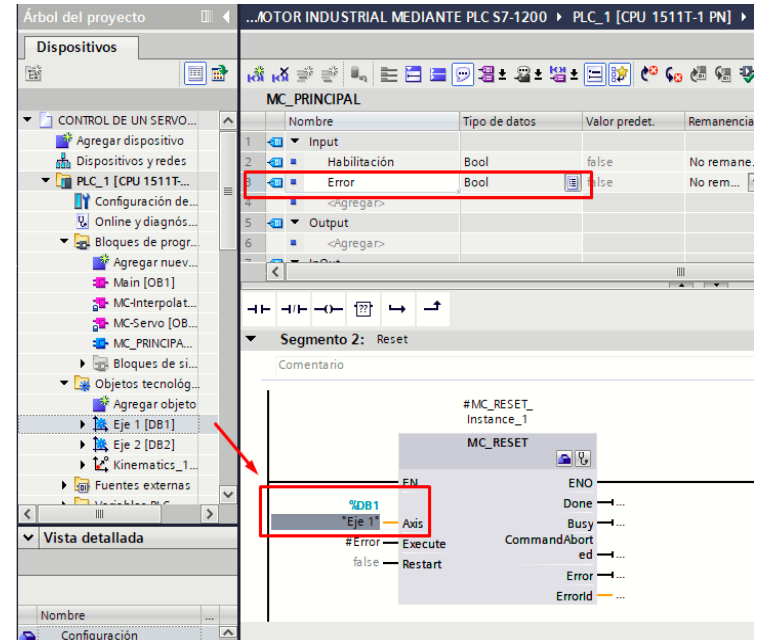 Árbol del proyecto
Dispositivos
CONTROL DE UN SERVO...
Agregar dispositivo
Dispositivos y redes
PLC_1 [CPU 1511T-...
Configuración de...
Online y diagnós...
Bloques de progr...
Agregar nuev...
Main [OB1]
MC-Interpolat...
MC-Servo [OB...
MC_PRINCIPA...
Bloques de si...
Objetos tecnológ...
Agregar objeto
Eje 1 [DB1]
Eje 2 [DB2]
Kinematics_1...
Fuentes externas
Variables PLC
Vista detallada
Nombre ...
Configuración
...MOTOR INDUSTRIAL MEDIANTE PLC S7-1200 ▸ PLC_1 [CPU 1511T-1 PN] ▸
MC_PRINCIPAL
Nombre Tipo de datos Valor predet. Remanencia
1 Input
2 Habilitación Bool false No remane...
3 Error Bool false No rem...
4 <Agregar>
5 Output
6 <Agregar>
7 InOut
Segmento 2: Reset
Comentario
#MC_RESET_
Instance_1
MC_RESET
EN ENO
%DB1
"Eje 1" Axis
#Error Execute
false Restart
Done ...
Busy ...
CommandAbort
ed ...
Error ...
ErrorId ...